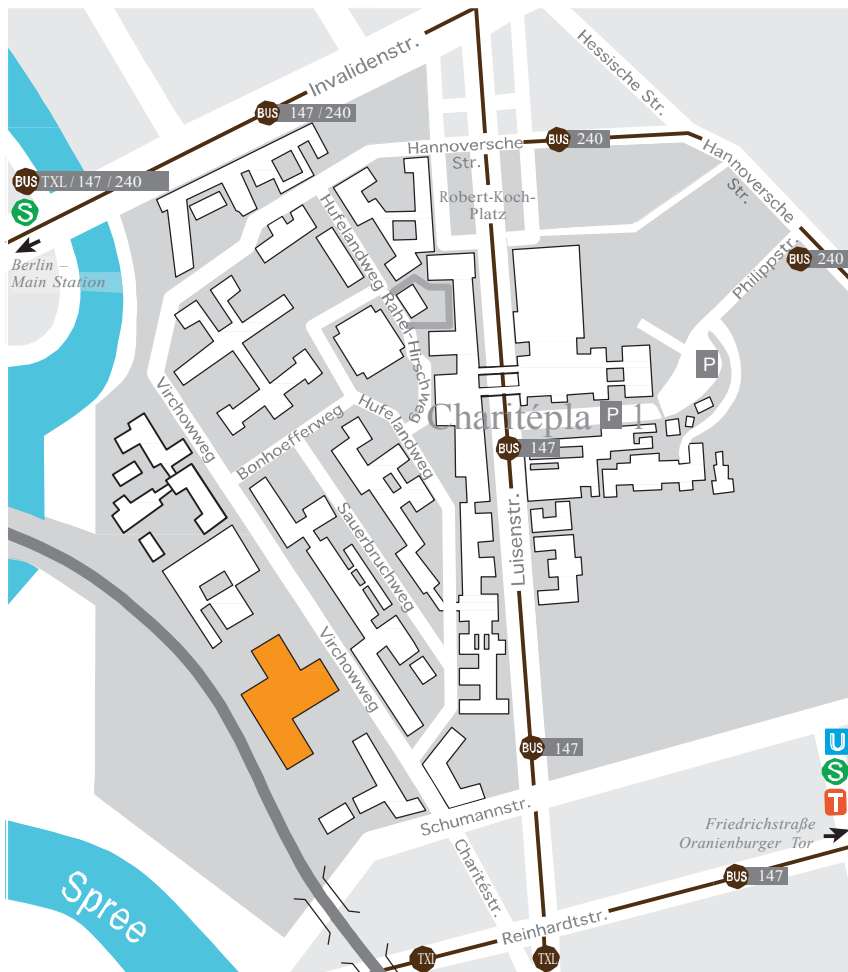 Invalidenstr.
Hessische Str.
BUS 147 / 240
Hannoversche
Str.
BUS 240
Hannoversche
Str.
BUS TXL / 147 / 240
S
Robert-Koch-
Platz
Hufelandweg
Berlin –
Main Station
Philippstr.
BUS 240
Rahel-Hirschweg
P
Virchowweg
Bonhoefferweg
Hufelandweg
Charitépla P 1
BUS 147
Sauerbruchweg
Luisenstr.
Virchowweg
U
BUS 147
S
T
Schumannstr.
Friedrichstraße
Oranienburger Tor
Charitéstr.
BUS 147
Spree
Reinhardtstr.
TXL
TXL